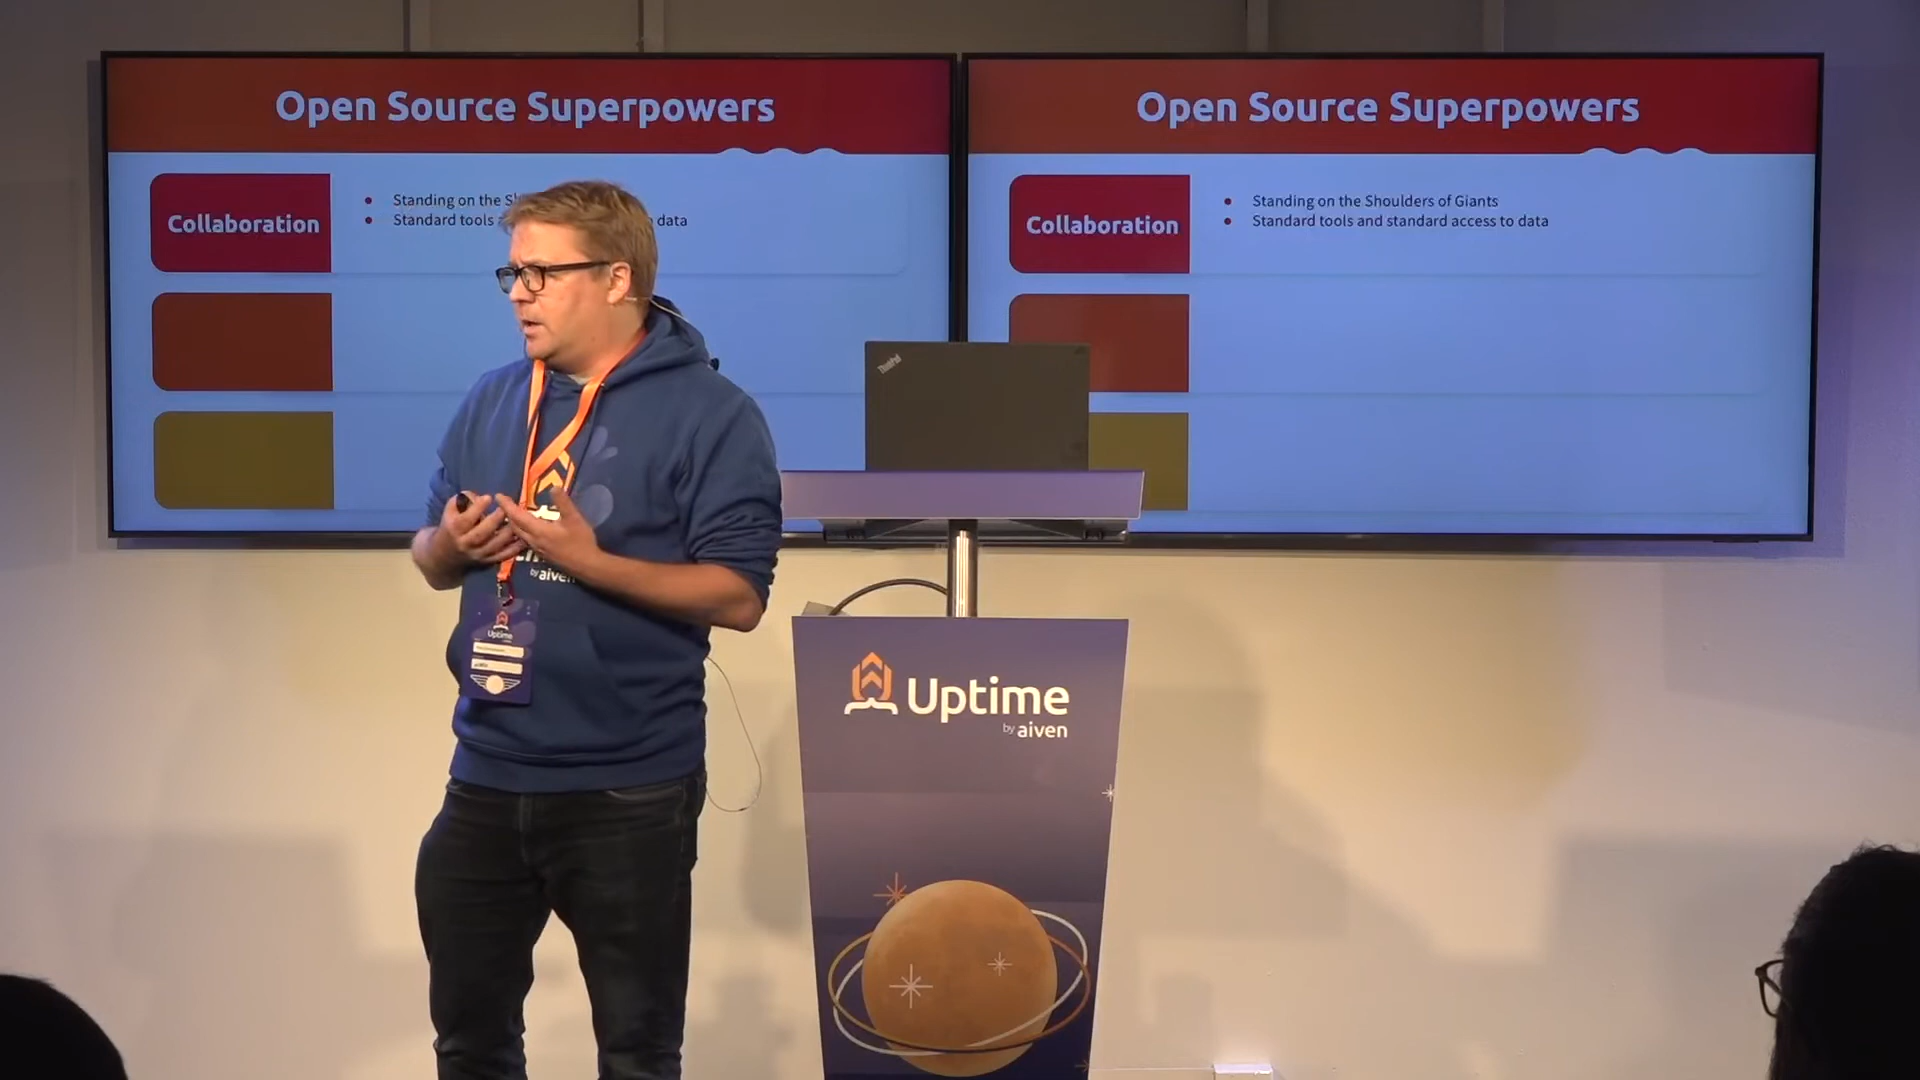 Open Source Superpowers
Collaboration
Standing on the S
Standard tools a
data
Open Source Superpowers
Collaboration
Standing on the Shoulders of Giants
Standard tools and standard access to data
ThinkPad
by aiven
Uptime
Uptime
by aiven